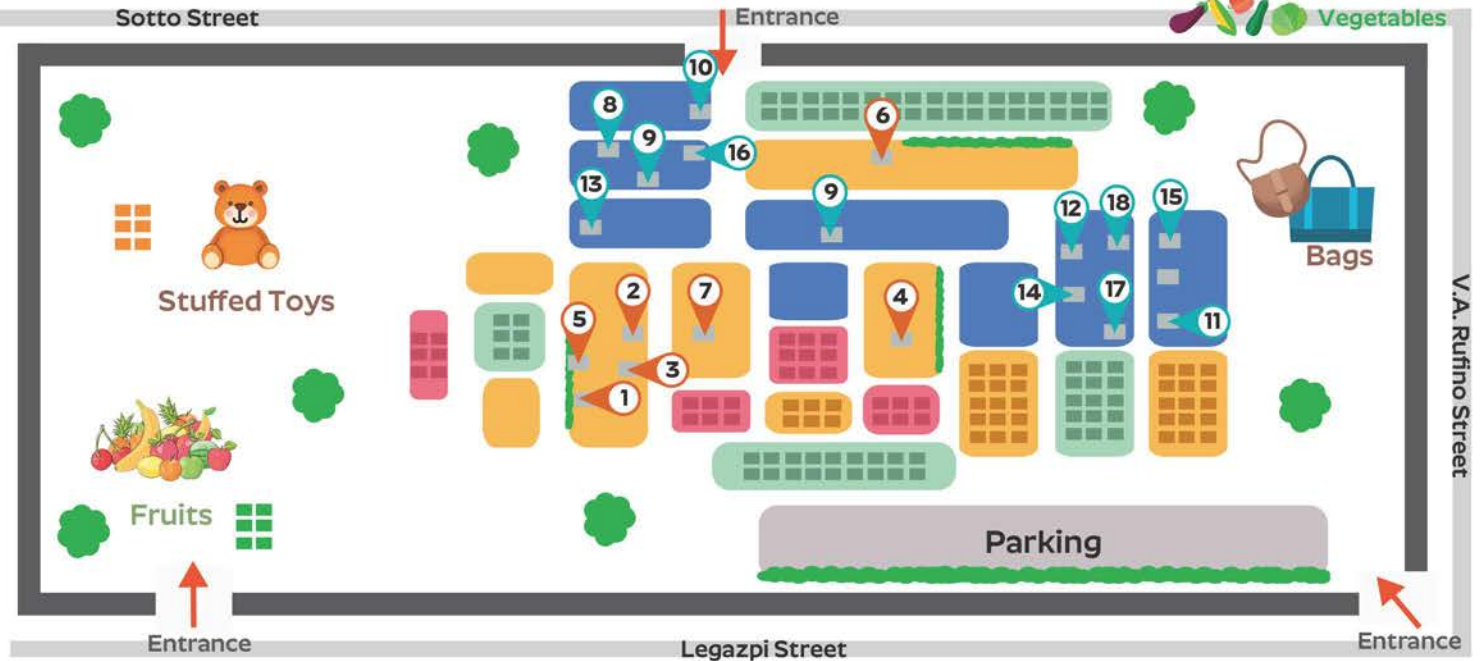 Sotto Street
Entrance
Vegetables
10
8
6
9
16
13
9
12
18
15
Bags
Stuffed Toys
2
7
4
14
17
11
5
3
1
V.A. Rufino Street
Fruits
Parking
Entrance
Legazpi Street
Entrance